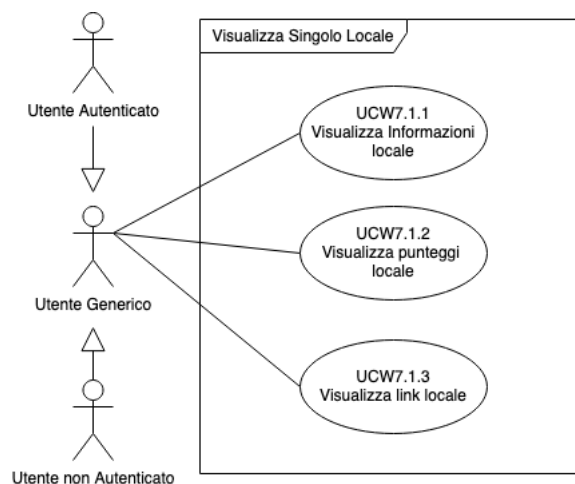 Visualizza Singolo Locale
Utente Autenticato
UCW7.1.1
Visualizza Informazioni
locale
Utente Generico
UCW7.1.2
Visualizza punteggi
locale
UCW7.1.3
Visualizza link locale
Utente non Autenticato